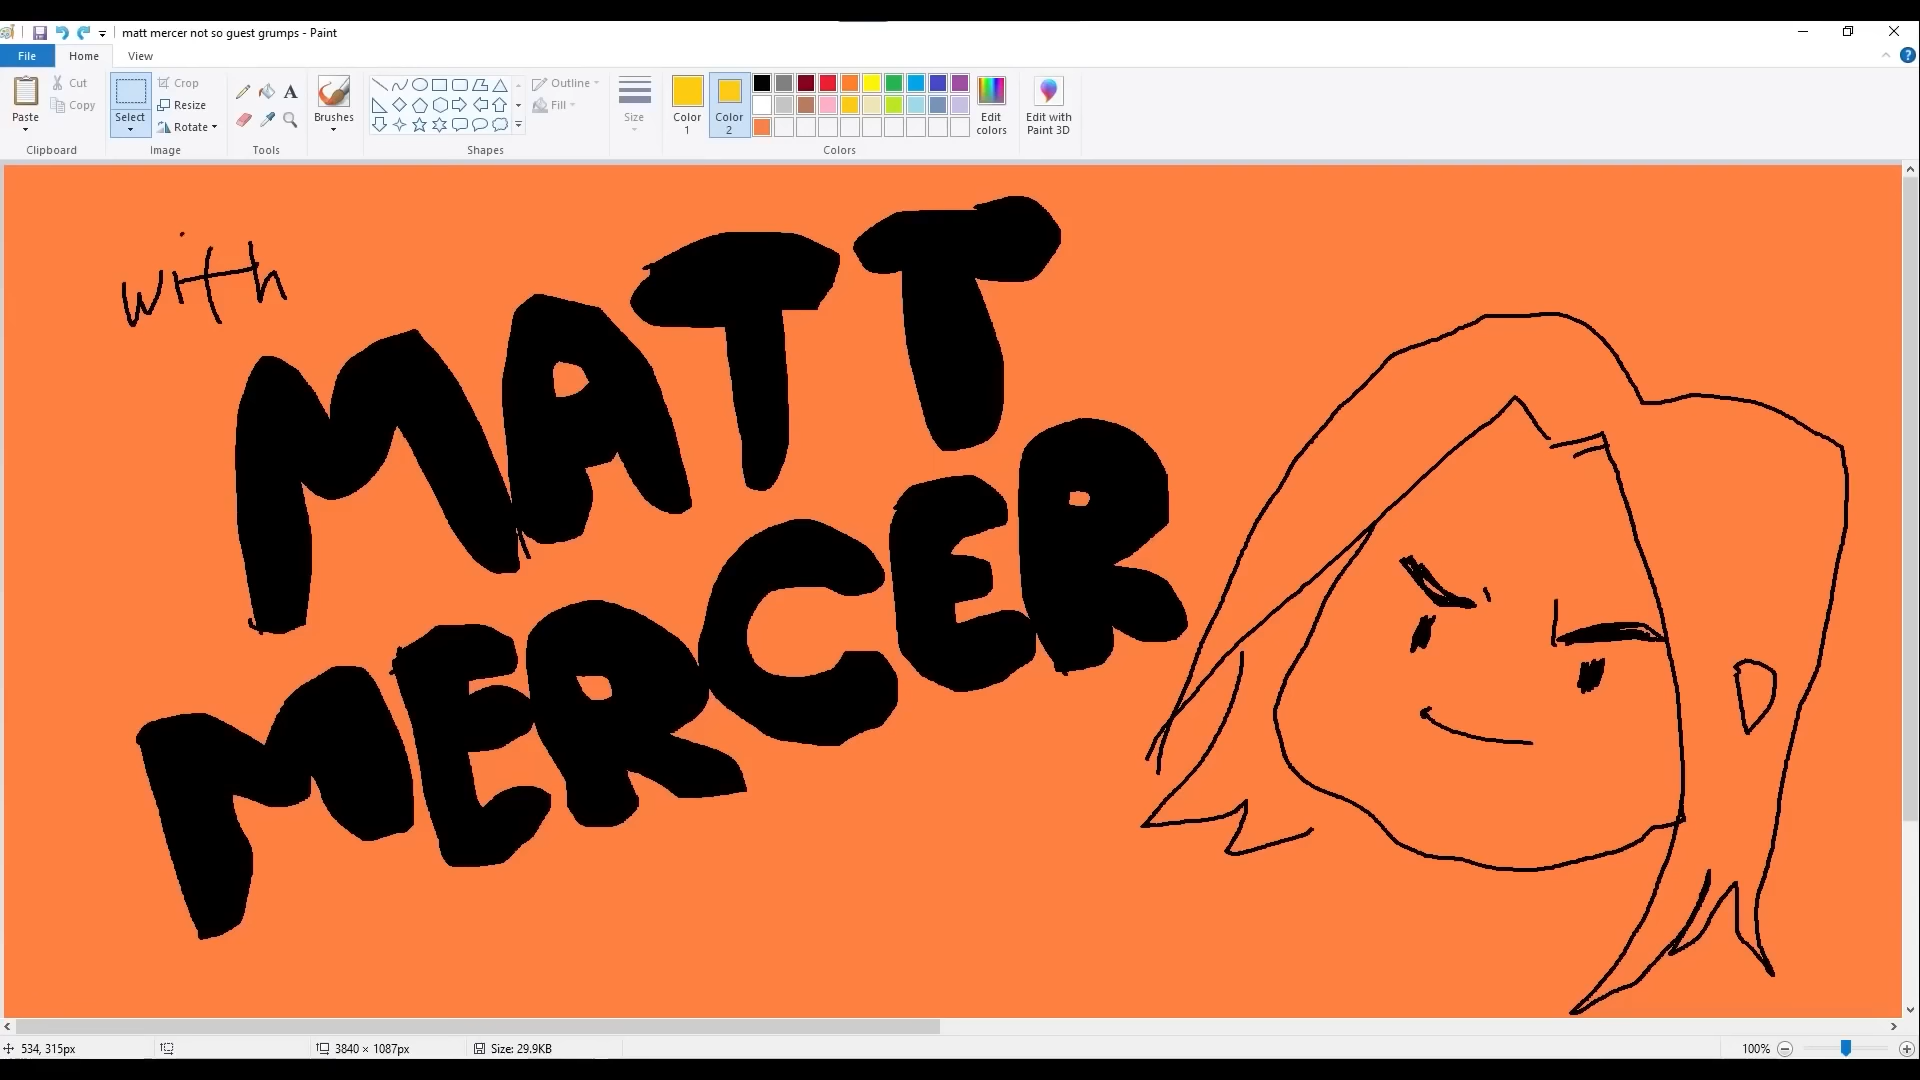 matt mercer not so guest grumps - Paint
File Home View
Paste Cut Copy Clipboard
Select Crop Resize Rotate Image
A Tools
Brushes
Shapes
Outline Fill
Size
Color 1 Color 2 Edit colors Colors
Edit with Paint 3D
with
MATT
MERCER
534, 315px 3840 × 1087px Size: 29.9KB 100%